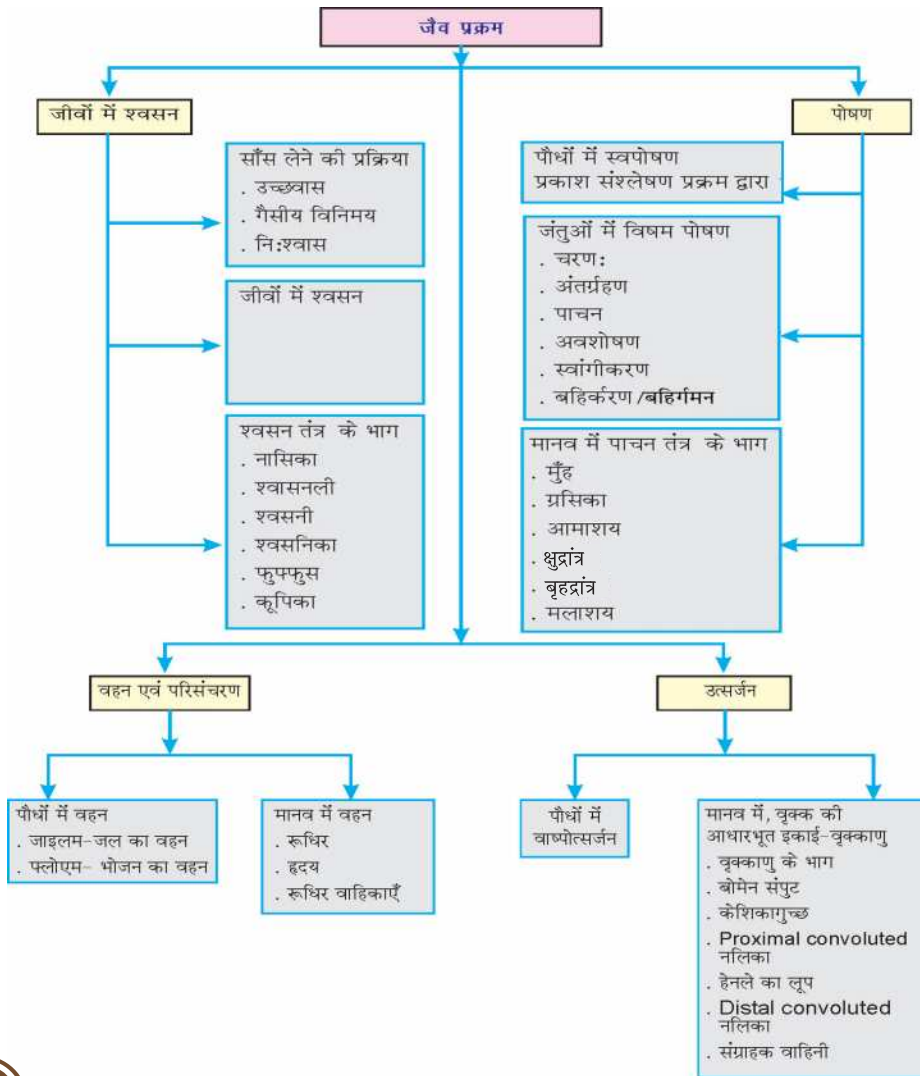 जैव प्रक्रम
जीवों में श्वसन
साँस लेने की प्रक्रिया
. उच्छवास
. गैसीय विनिमय
. नि:श्वास
जीवों में श्वसन
श्वसन तंत्र के भाग
. नासिका
. श्वासनली
. श्वसनी
. श्वसनिका
. फुफ्फुस
. कूपिका
पोषण
पौधों में स्वपोषण
प्रकाश संश्लेषण प्रक्रम द्वारा
जंतुओं में विषम पोषण
. चरण:
. अंतर्ग्रहण
. पाचन
. अवशोषण
. स्वांगीकरण
. बहिर्करण /बहिर्गमन
मानव में पाचन तंत्र के भाग
. मुँह
. ग्रसिका
. आमाशय
. क्षुद्रांत्र
. बृहद्रांत्र
. मलाशय
वहन एवं परिसंचरण
पौधों में वहन
. जाइलम-जल का वहन
. फ्लोएम- भोजन का वहन
मानव में वहन
. रूधिर
. हृदय
. रूधिर वाहिकाएँ
उत्सर्जन
पौधों में
वाष्पोत्सर्जन
मानव में, वृक्क की
आधारभूत इकाई-वृक्काणु
. वृक्काणु के भाग
. बोमेन संपुट
. केशिकागुच्छ
. Proximal convoluted
नलिका
. हेनले का लूप
. Distal convoluted
नलिका
. संग्राहक वाहिनी